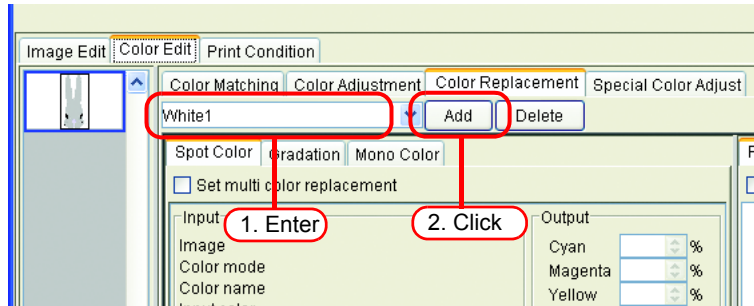 Image Edit Color Edit Print Condition
Color Matching Color Adjustment Color Replacement Special Color Adjust
White1 Add Delete
Spot Color Gradation Mono Color
Set multi color replacement
Input 1. Enter 2. Click Output
Image Cyan %
Color mode Magenta %
Color name Yellow %
Input color